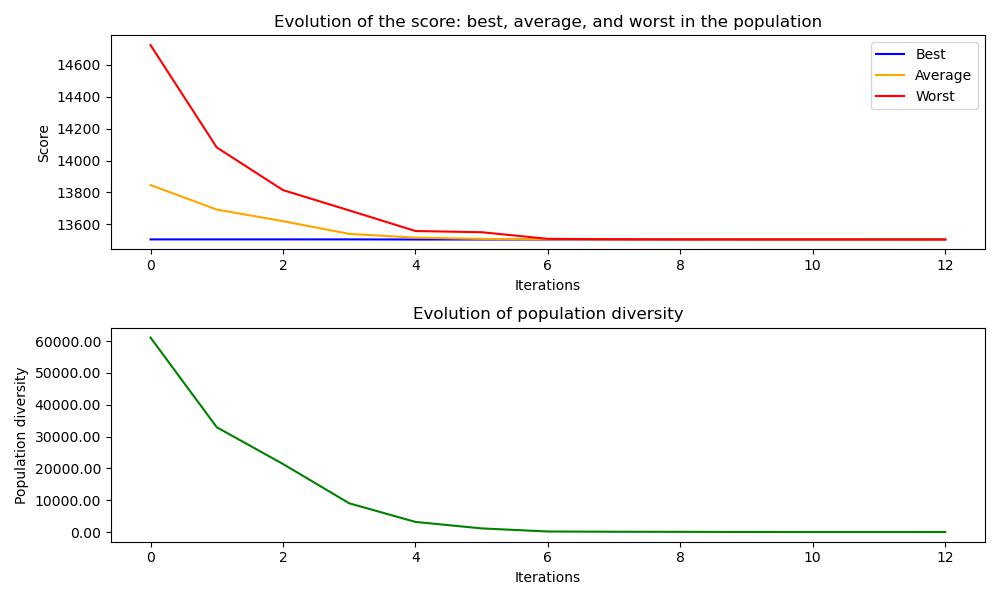 Evolution of the score: best, average, and worst in the population
Score
14600
14400
14200
14000
13800
13600
Best
Average
Worst
0 2 4 6 8 10 12
Iterations
Evolution of population diversity
Population diversity
60000.00
50000.00
40000.00
30000.00
20000.00
10000.00
0.00
0 2 4 6 8 10 12
Iterations